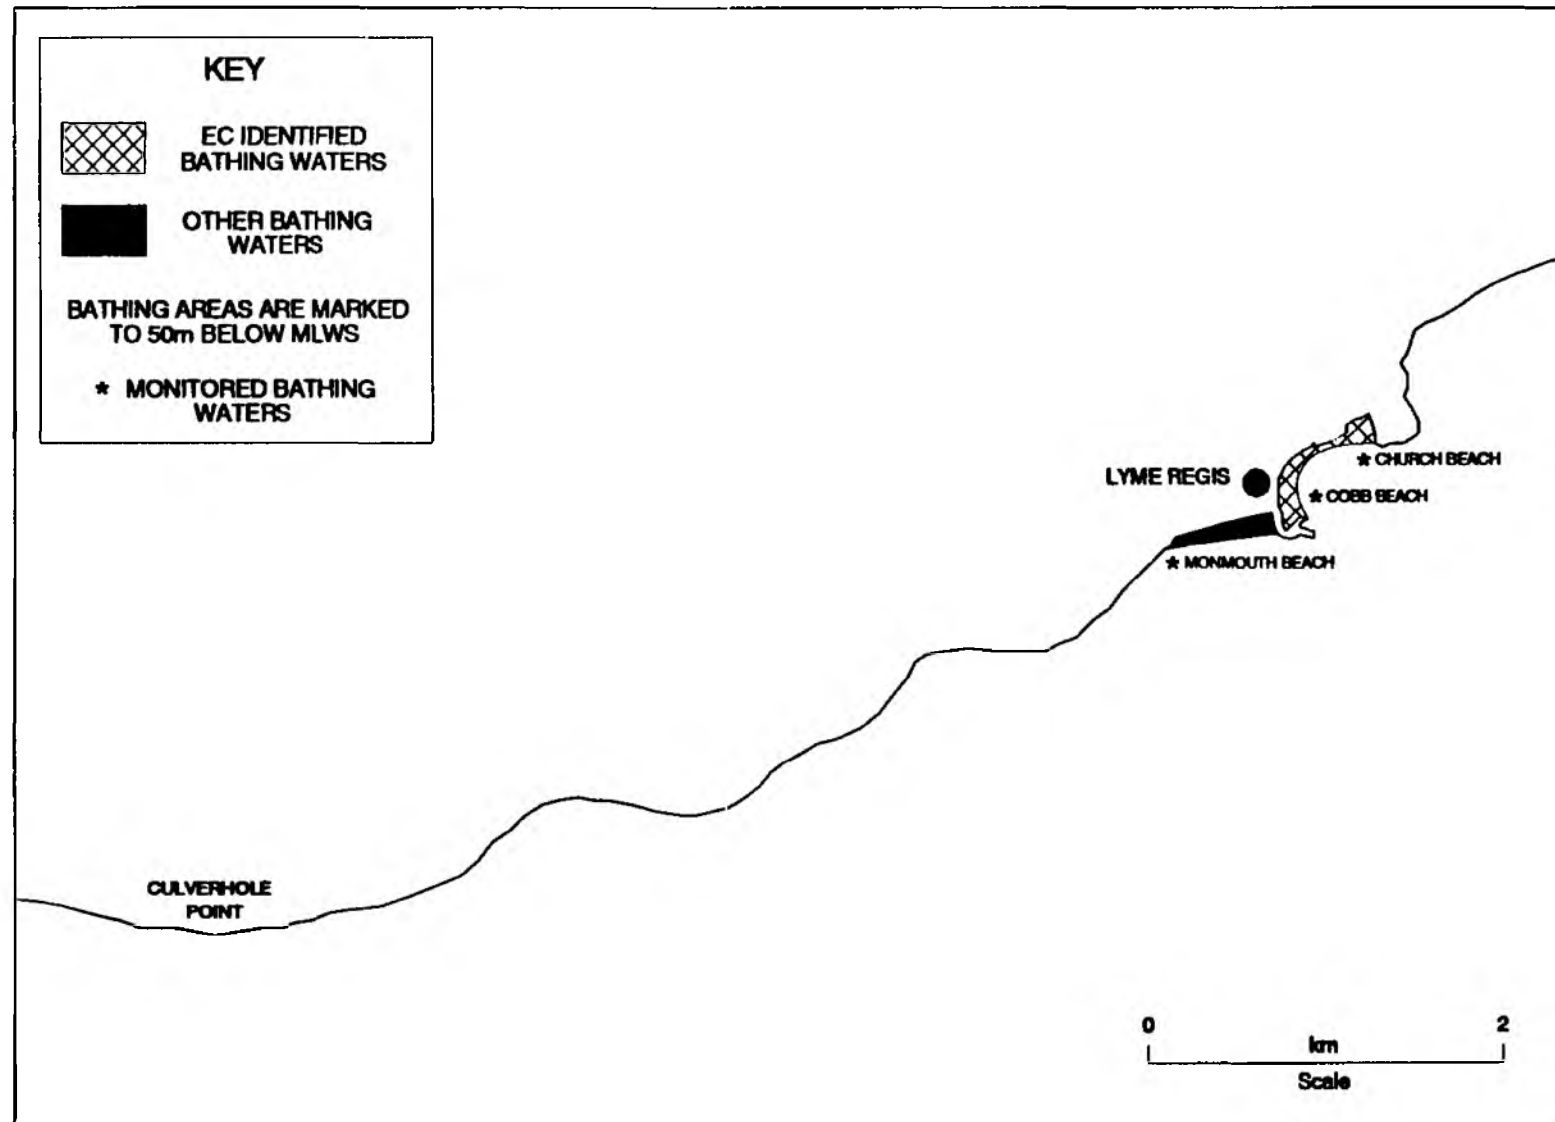 KEY
EC IDENTIFIED
BATHING WATERS
OTHER BATHING
WATERS
BATHING AREAS ARE MARKED
TO 50m BELOW MLWS
* MONITORED BATHING
WATERS
* CHURCH BEACH
LYME REGIS
* COBB BEACH
* MONMOUTH BEACH
CULVERHOLE
POINT
0 2
km
Scale